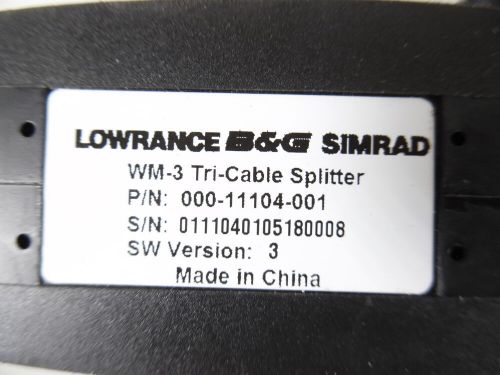 LOWRANCE B&G SIMRAD
WM-3 Tri-Cable Splitter
P/N: 000-11104-001
S/N: 0111040105180008
SW Version: 3
Made in China